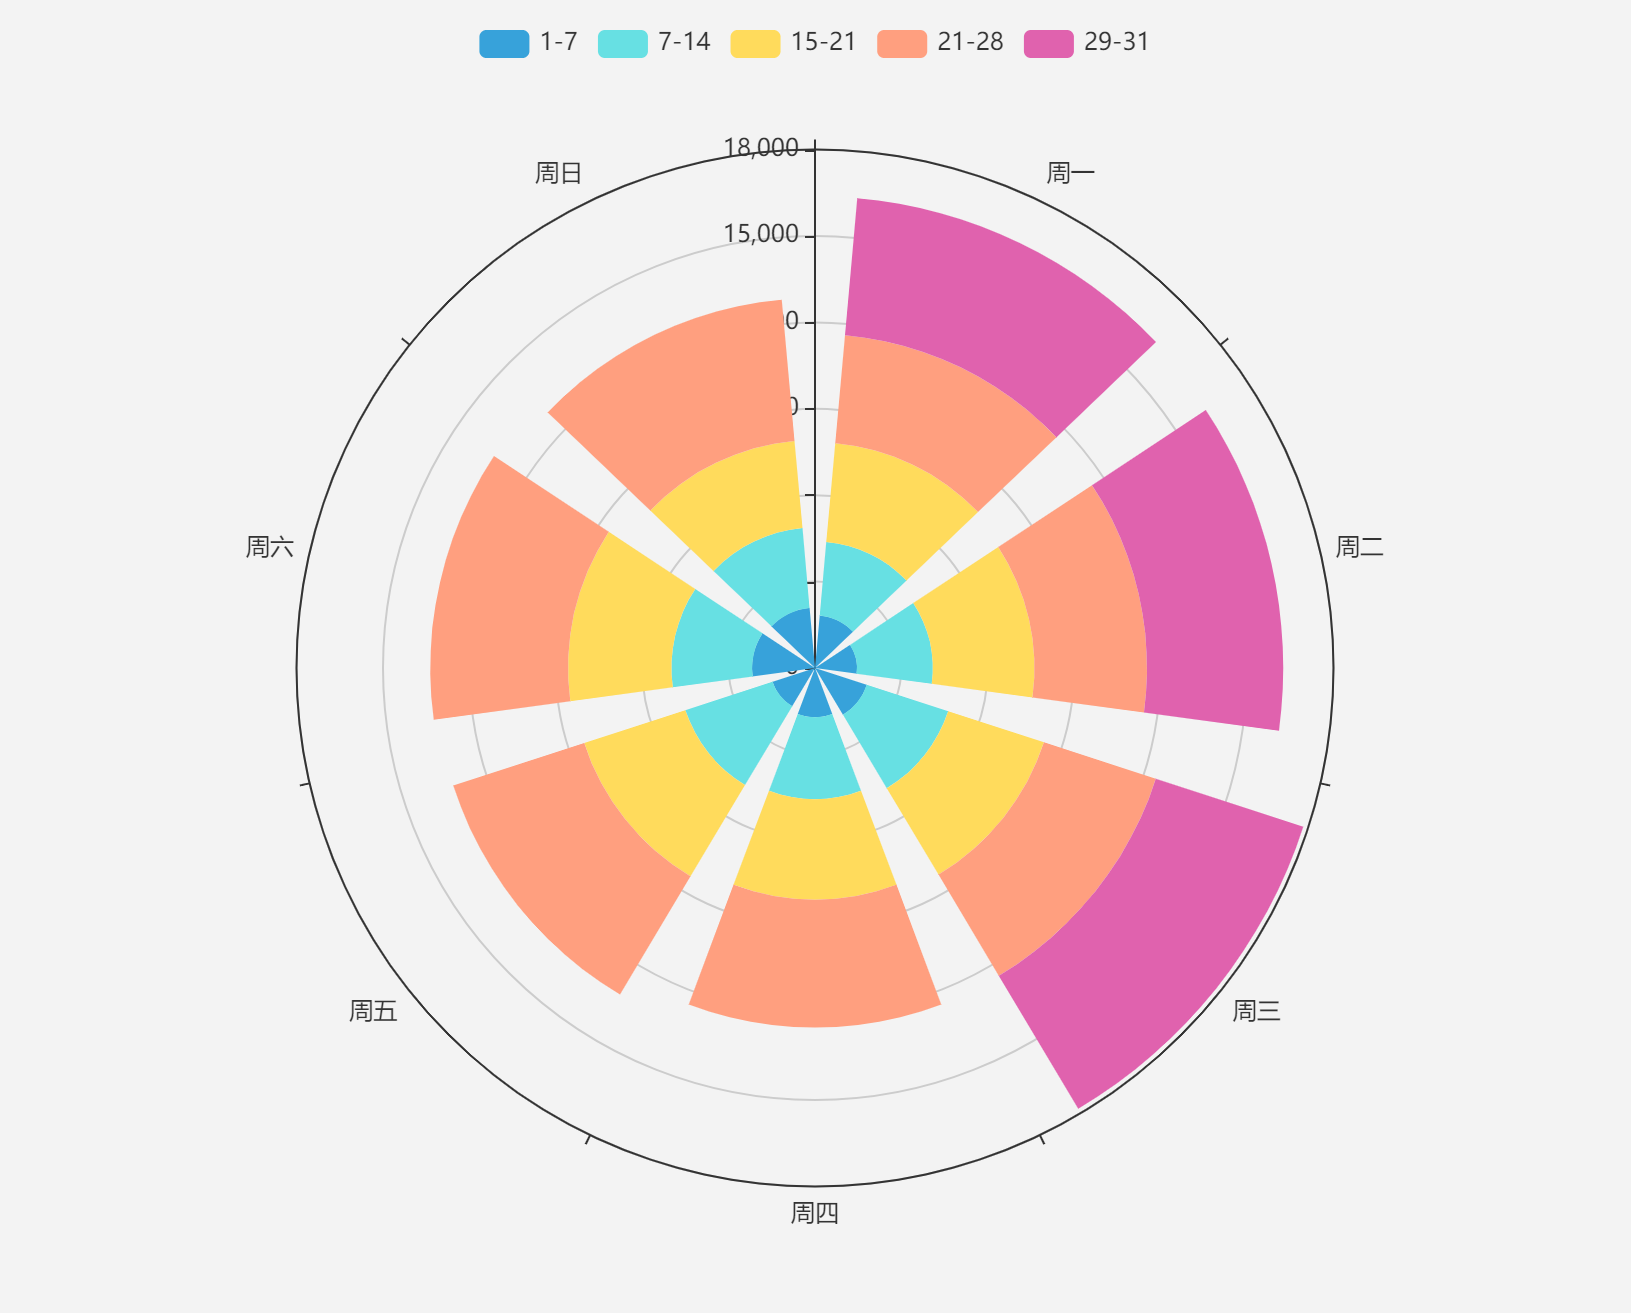 1-7 7-14 15-21 21-28 29-31
18,000
周日 周一
15,000
周六 周二
周五 周三
周四